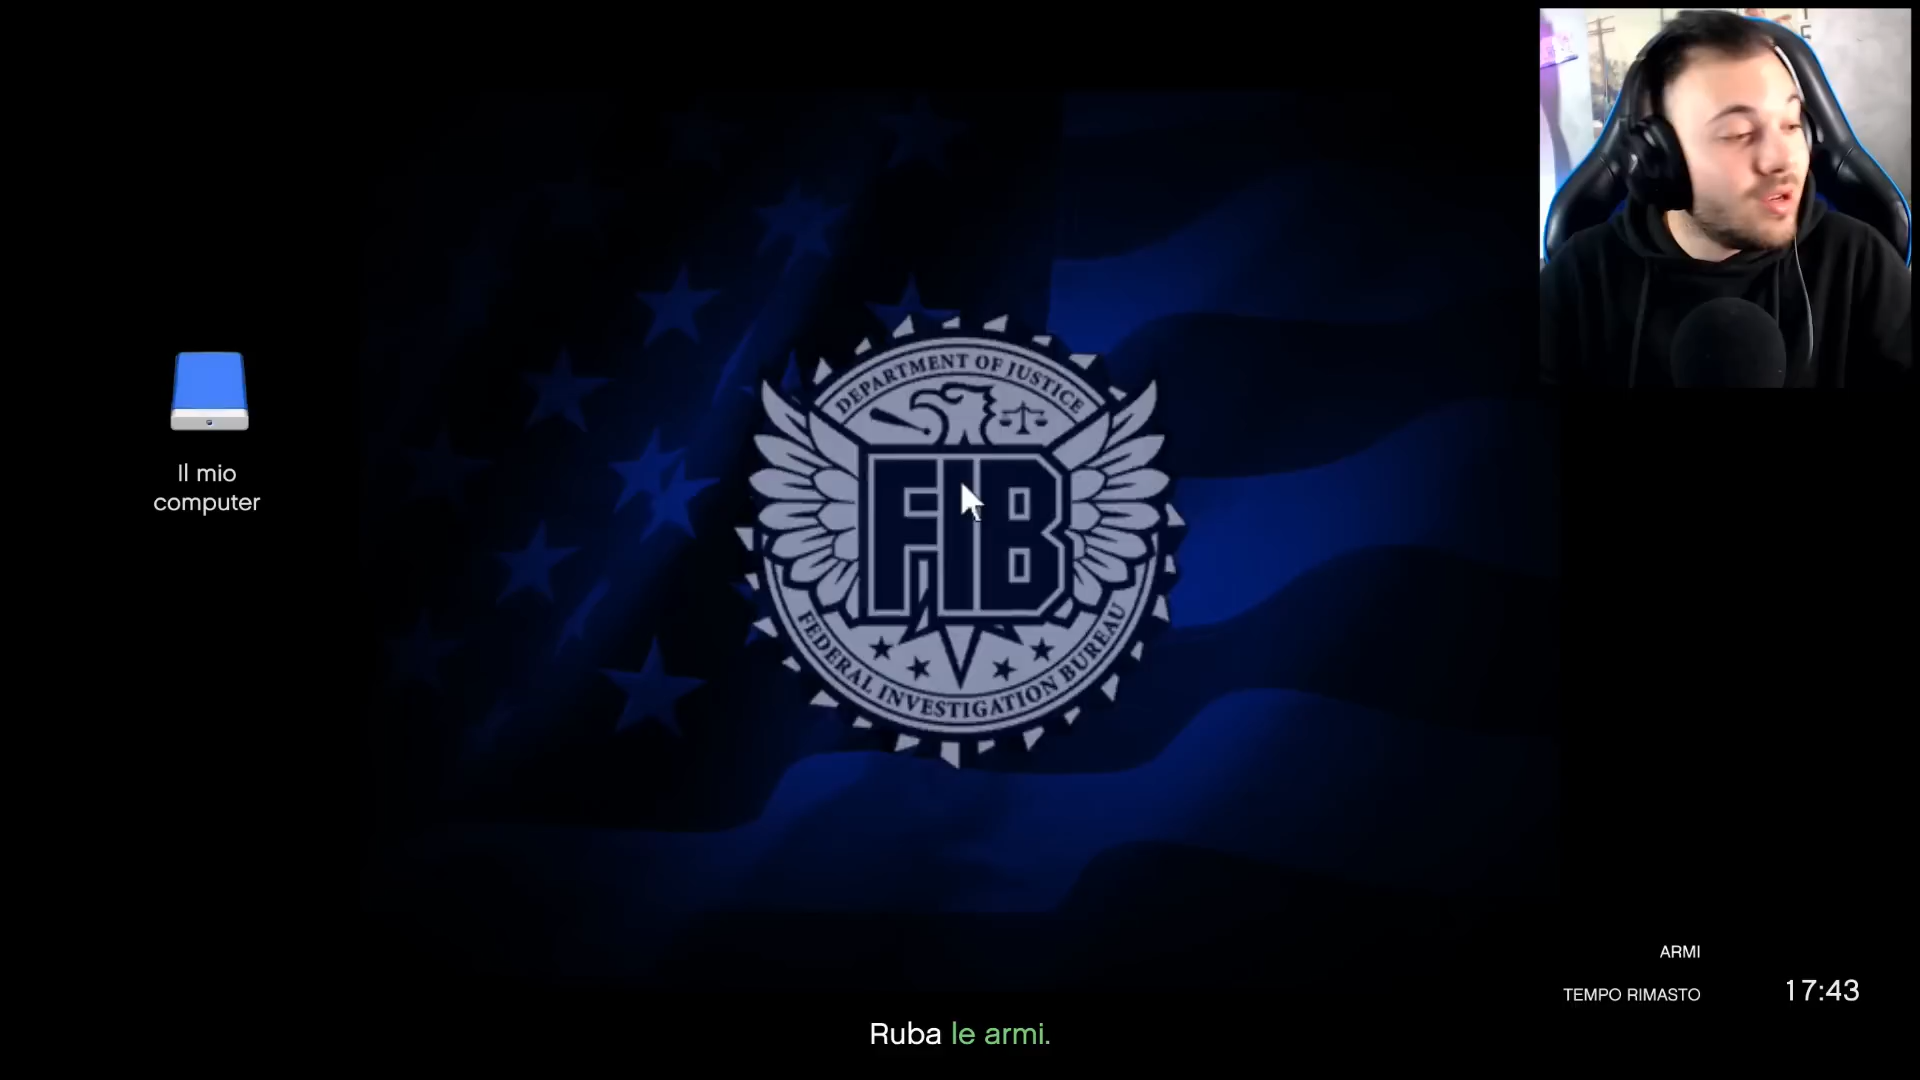 DEPARTMENT OF JUSTICE
FIB
FEDERAL INVESTIGATION BUREAU
Il mio
computer
ARMI
TEMPO RIMASTO 17:43
Ruba le armi.